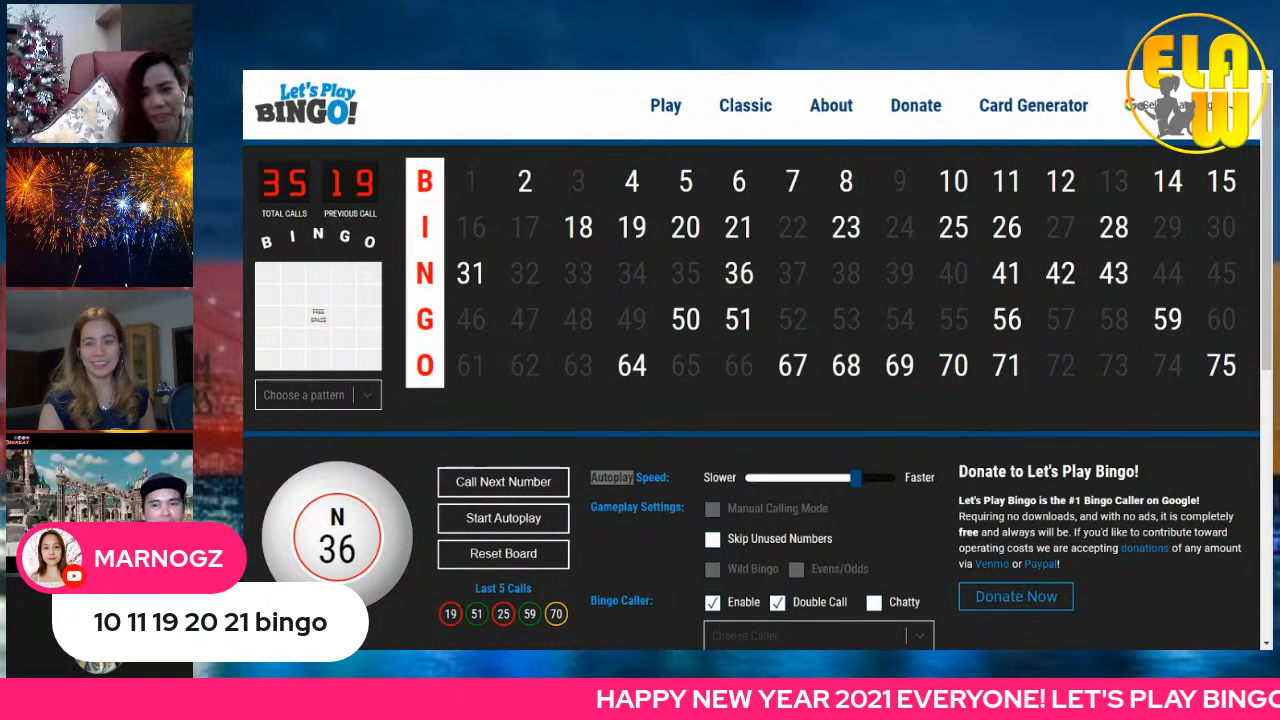 ELAW
Let's Play
BINGO!
Play Classic About Donate Card Generator
35 19
TOTAL CALLS PREVIOUS CALL
B I N G O
FREE
SPACE
Choose a pattern
B 1 2 3 4 5 6 7 8 9 10 11 12 13 14 15
I 16 17 18 19 20 21 22 23 24 25 26 27 28 29 30
N 31 32 33 34 35 36 37 38 39 40 41 42 43 44 45
G 46 47 48 49 50 51 52 53 54 55 56 57 58 59 60
O 61 62 63 64 65 66 67 68 69 70 71 72 73 74 75
N
36
Call Next Number
Start Autoplay
Reset Board
Last 5 Calls
19 51 25 59 70
Autoplay Speed: Slower Faster
Gameplay Settings: Manual Calling Mode
Skip Unused Numbers
Wild Bingo Evens/Odds
Bingo Caller: Enable Double Call Chatty
Choose Caller
Donate to Let's Play Bingo!
Let's Play Bingo is the #1 Bingo Caller on Google!
Requiring no downloads, and with no ads, it is completely
free and always will be. If you'd like to contribute toward
operating costs we are accepting donations of any amount
via Venmo or Paypal!
Donate Now
MARNOGZ
10 11 19 20 21 bingo
HAPPY NEW YEAR 2021 EVERYONE! LET'S PLAY BINGO